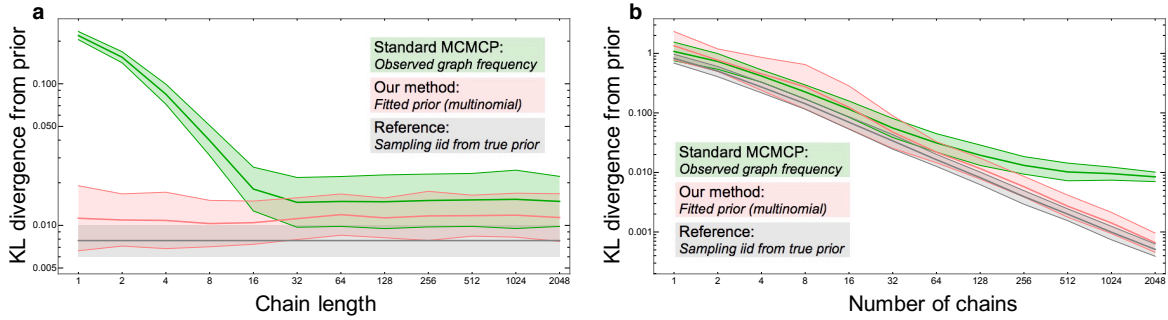 a
KL divergence from prior
0.100
0.050
0.010
0.005
Standard MCMCP:
Observed graph frequency
Our method:
Fitted prior (multinomial)
Reference:
Sampling iid from true prior
1 2 4 8 16 32 64 128 256 512 1024 2048
Chain length
b
KL divergence from prior
1
0.100
0.010
0.001
Standard MCMCP:
Observed graph frequency
Our method:
Fitted prior (multinomial)
Reference:
Sampling iid from true prior
1 2 4 8 16 32 64 128 256 512 1024 2048
Number of chains